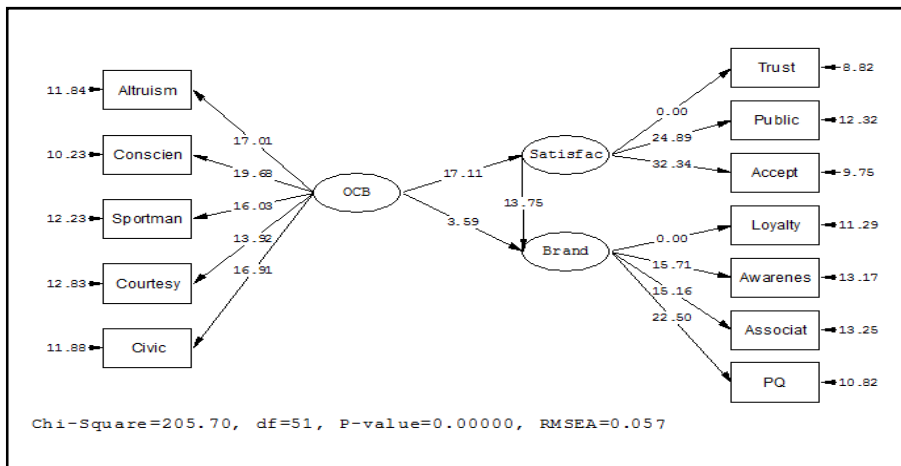 Trust
8.82
11.84
Altruism
0.00
Public
12.32
17.01
24.89
10.23
Conscien
Satisfac
19.68
17.11
32.34
Accept
9.75
OCB
16.03
13.75
12.23
Sportman
3.59
0.00
Loyalty
11.29
13.92
Brand
16.91
15.71
Awarenes
13.17
12.83
Courtesy
15.16
22.50
Associat
13.25
11.88
Civic
PQ
10.82
Chi-Square=205.70, df=51, P-value=0.00000, RMSEA=0.057